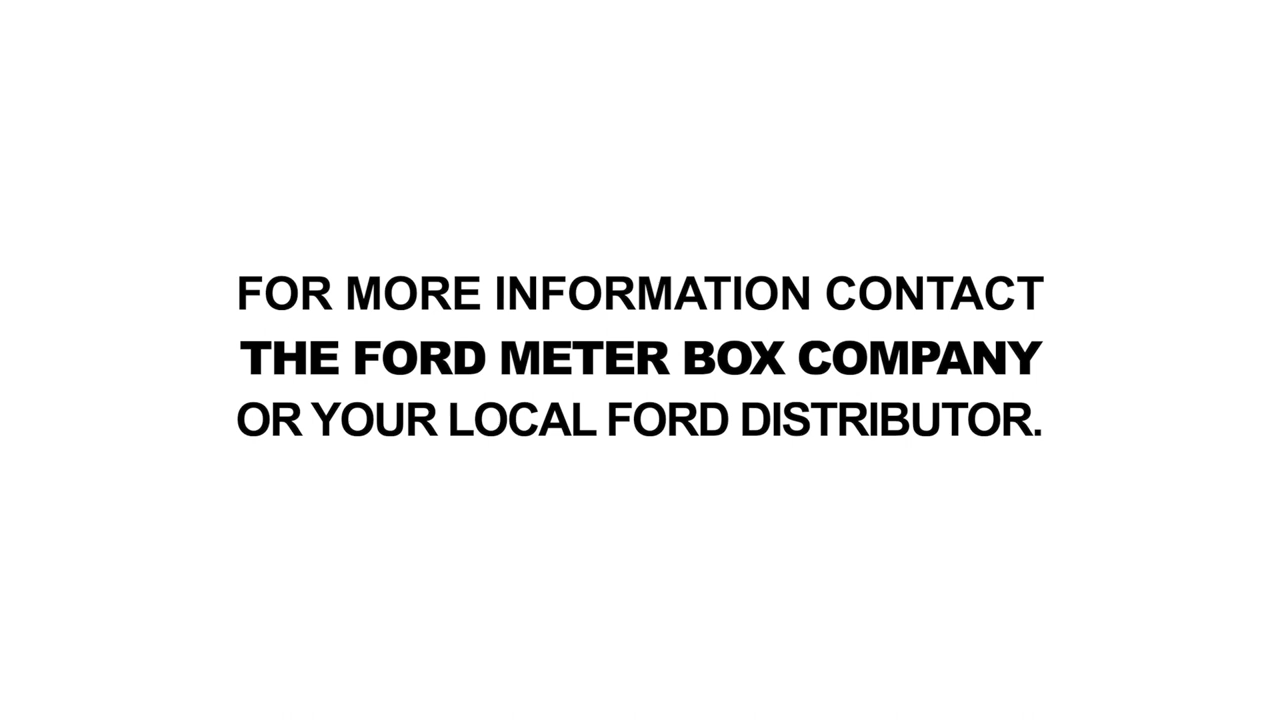 FOR MORE INFORMATION CONTACT
THE FORD METER BOX COMPANY
OR YOUR LOCAL FORD DISTRIBUTOR.